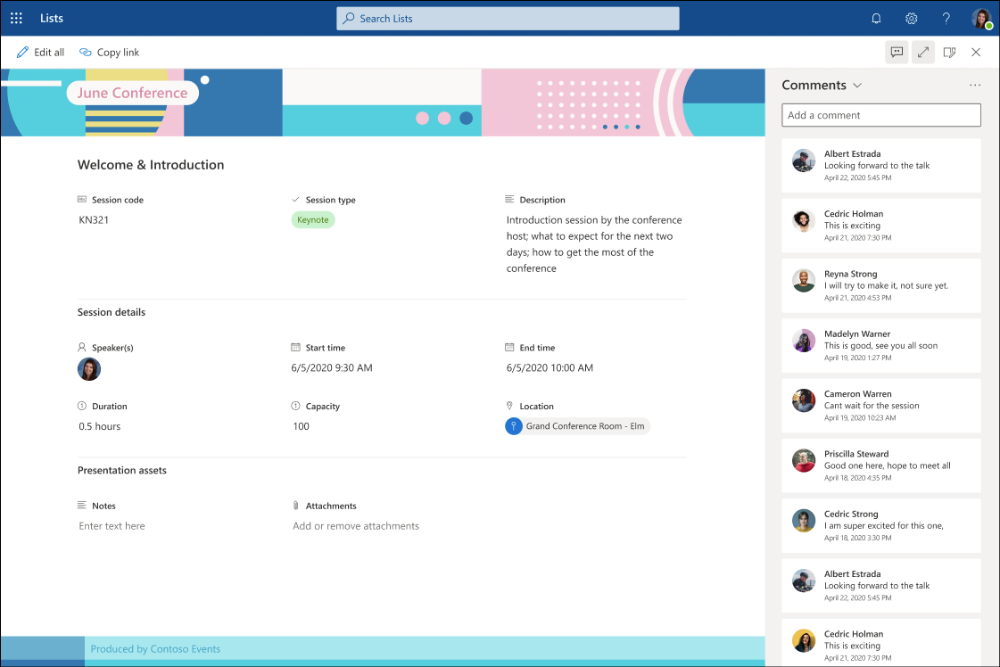 Lists
Search Lists
Edit all
Copy link
June Conference
Welcome & Introduction
Session code
KN321
Session type
Keynote
Description
Introduction session by the conference
host; what to expect for the next two
days; how to get the most of the
conference
Session details
Speaker(s)
Start time
6/5/2020 9:30 AM
End time
6/5/2020 10:00 AM
Duration
0.5 hours
Capacity
100
Location
Grand Conference Room - Elm
Presentation assets
Notes
Enter text here
Attachments
Add or remove attachments
Produced by Contoso Events
Comments
Add a comment
Albert Estrada
Looking forward to the talk
April 22, 2020 5:45 PM
Cedric Holman
This is exciting
April 21, 2020 7:30 PM
Reyna Strong
I will try to make it, not sure yet.
April 21, 2020 4:53 PM
Madelyn Warner
This is good, see you all soon
April 19, 2020 1:27 PM
Cameron Warren
Cant wait for the session
April 19, 2020 10:23 AM
Priscilla Steward
Good one here, hope to meet all
April 18, 2020 4:35 PM
Cedric Strong
I am super excited for this one,
April 18, 2020 3:30 PM
Albert Estrada
Looking forward to the talk
April 22, 2020 5:45 PM
Cedric Holman
This is exciting
April 21, 2020 7:30 PM